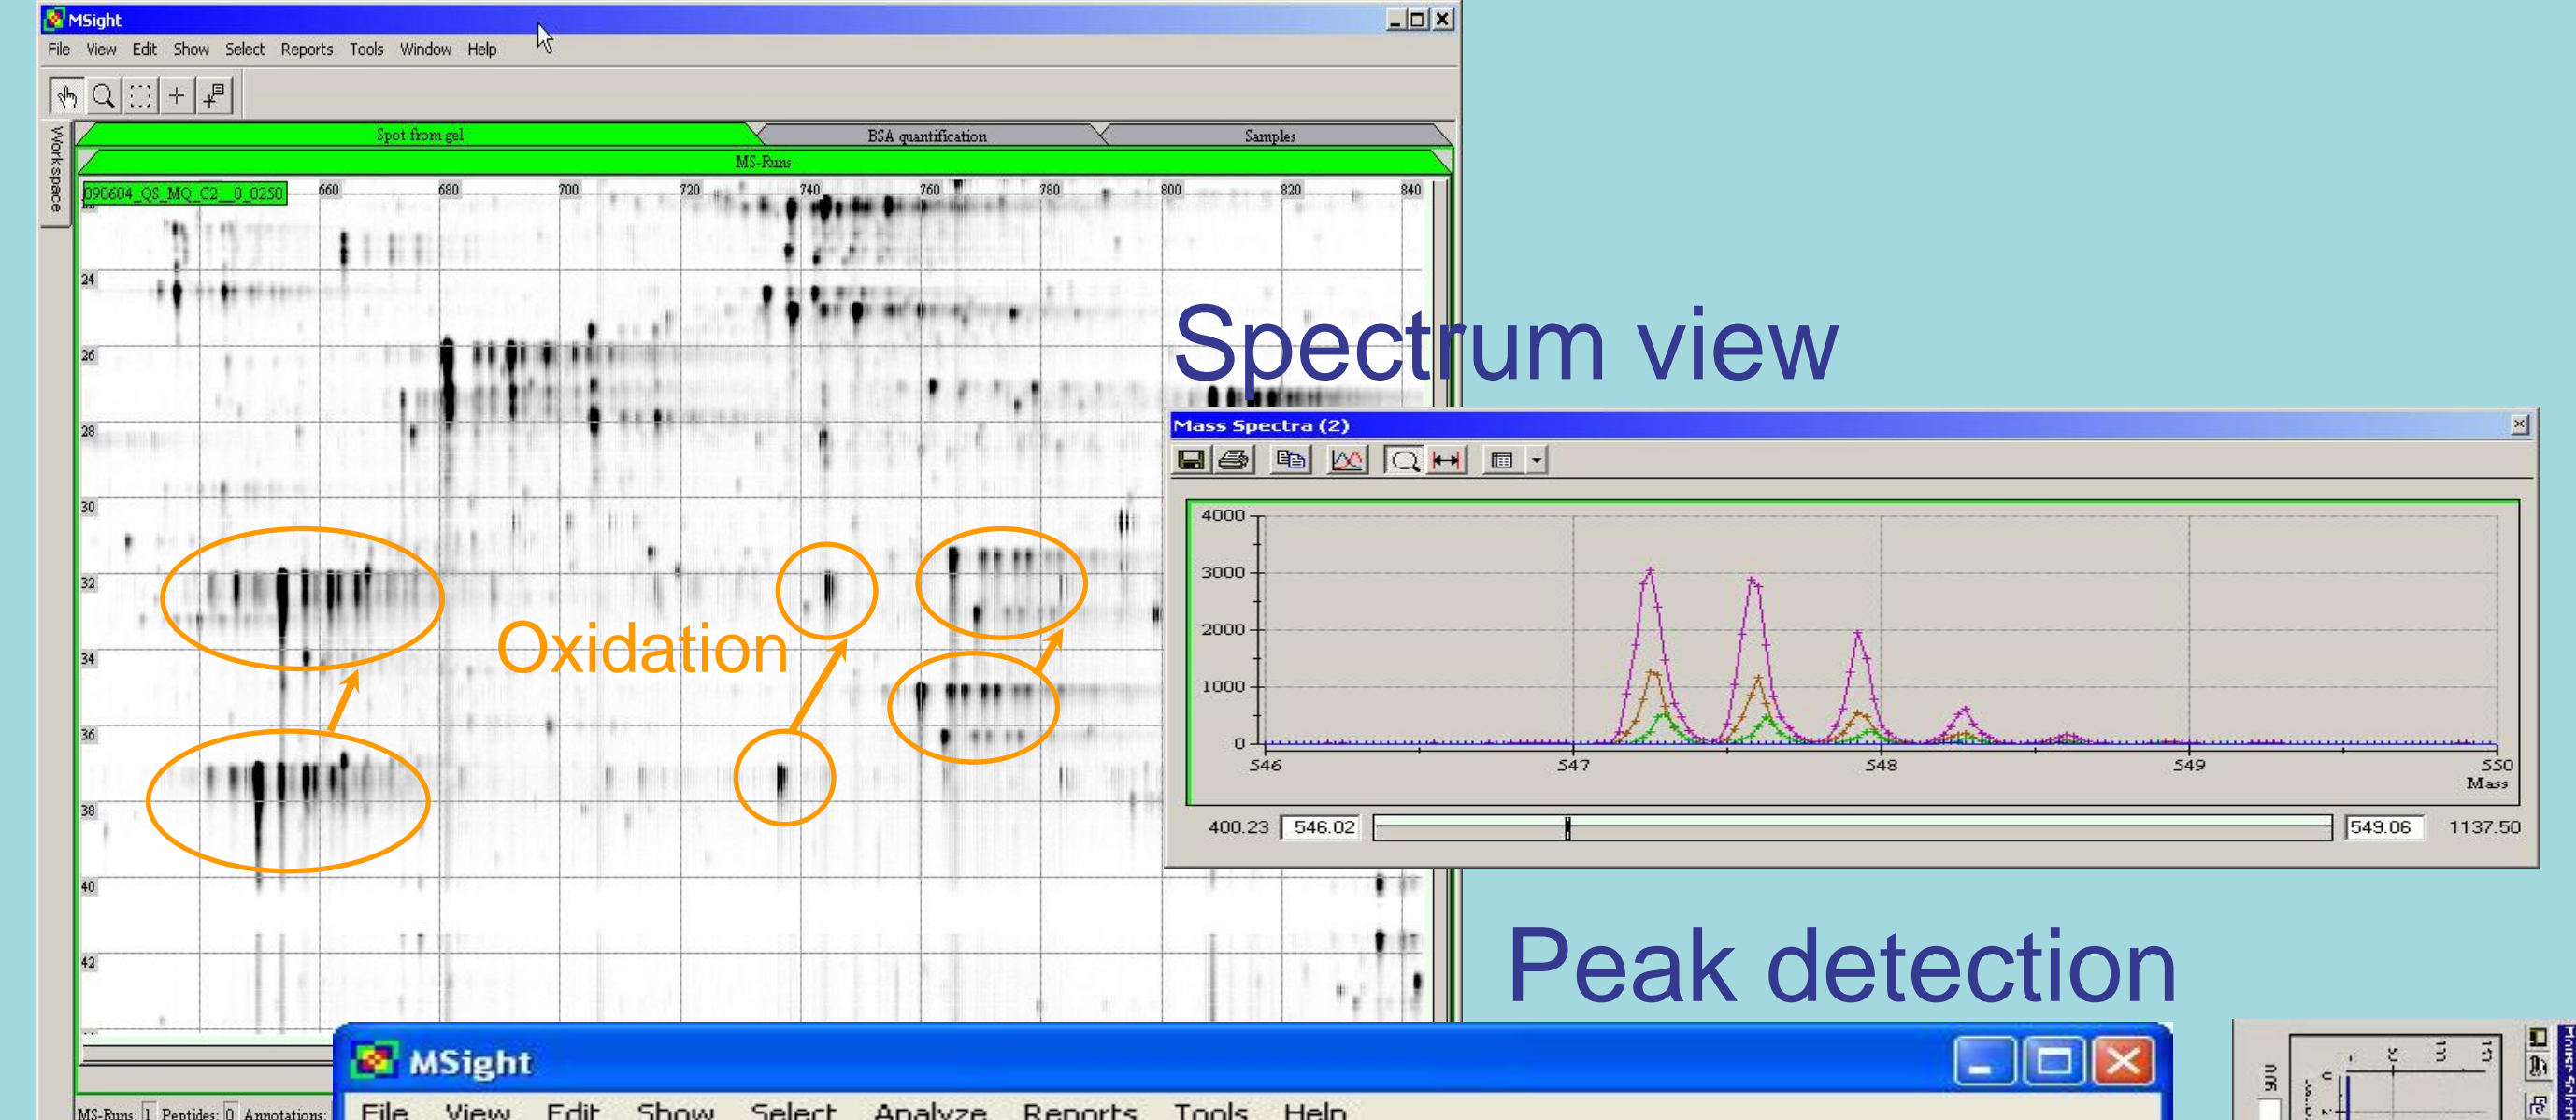 MSight
File View Edit Show Select Reports Tools Window Help
Workspace
Spot from gel
BSA quantification
Samples
MS-Runs
090604_QS_MQ_C2__0_0250
660 680 700 720 740 760 780 800 820 840
24
26
28
30
32
34
36
38
40
42
Oxidation
Spectrum view
Mass Spectra (2)
4000
3000
2000
1000
0
546 547 548 549 550
Mass
400.23 546.02 549.06 1137.50
Peak detection
MS-Runs: 1 Peptides: 0 Annotations:
MSight
File View Edit Show Select Analyze Reports Tools Help